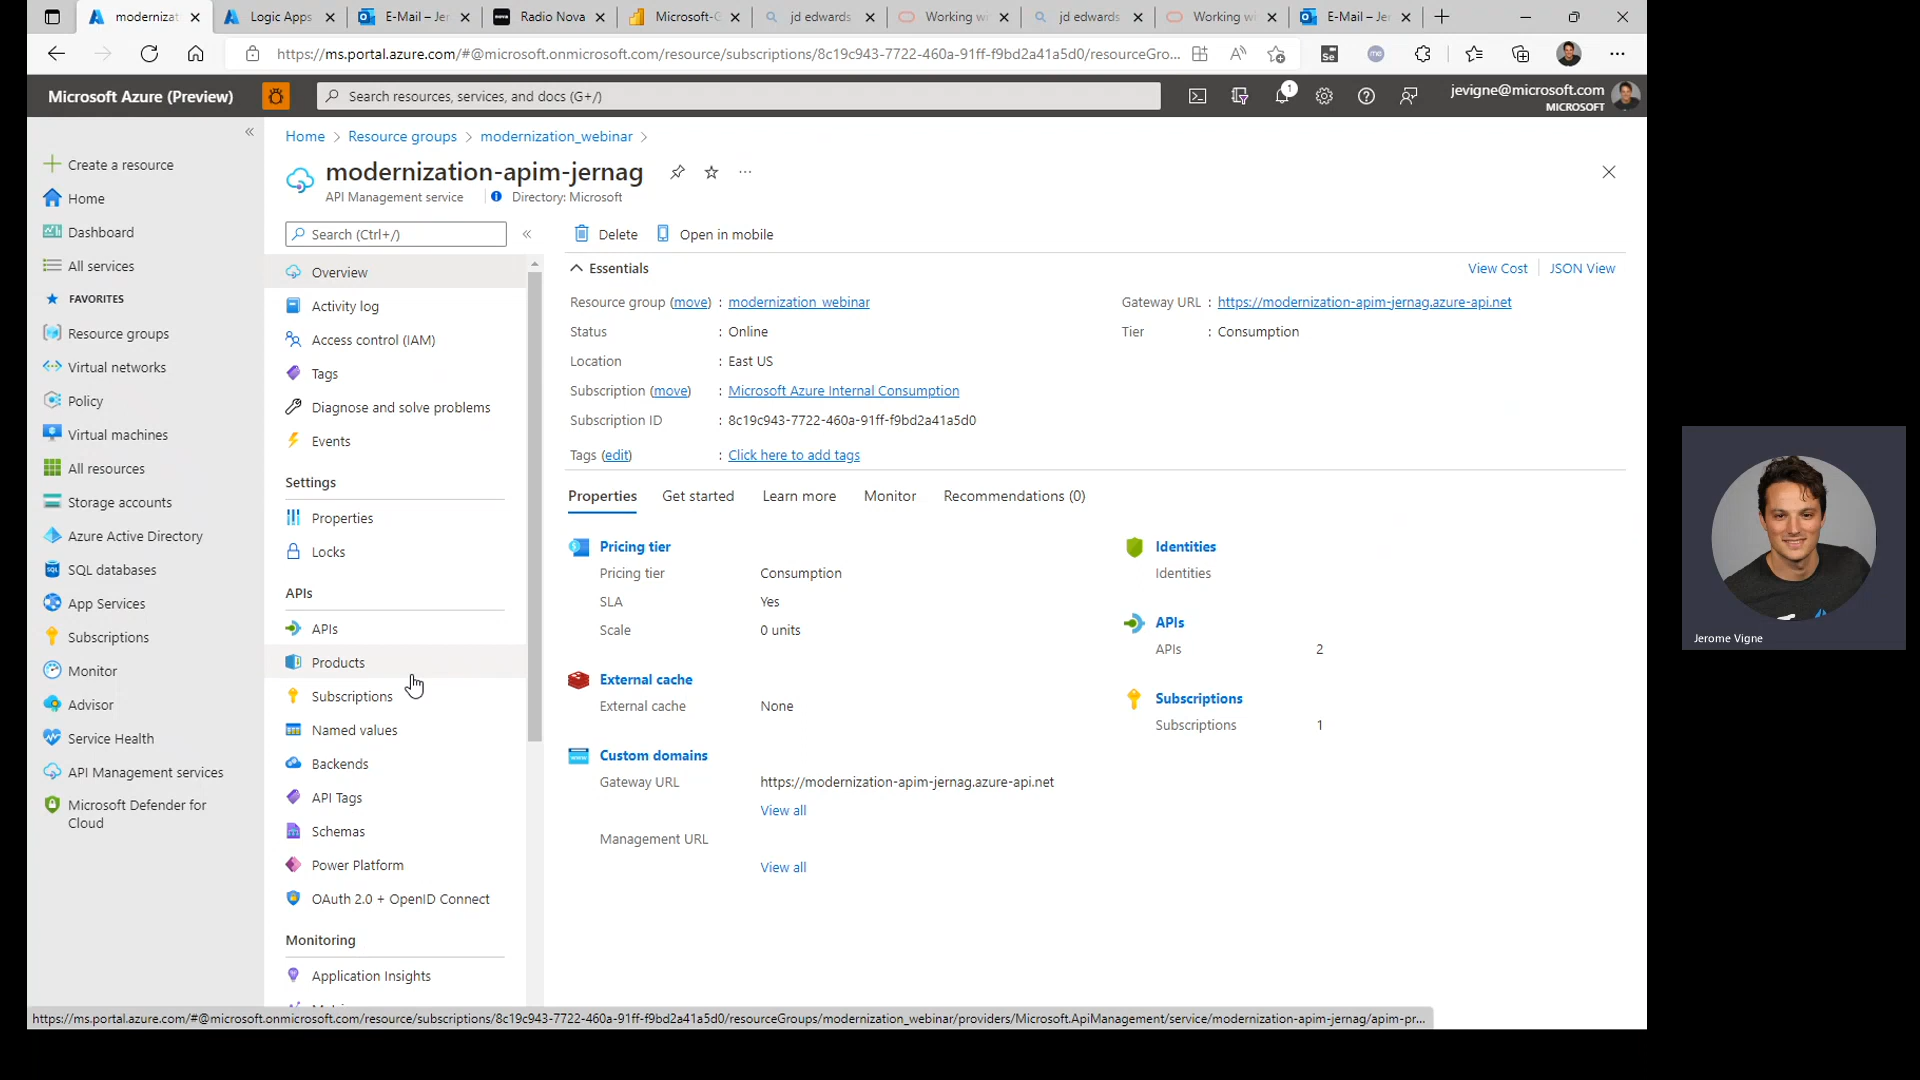 modernizat
Logic Apps
E-Mail – Jer
Radio Nova
Microsoft-G
jd edwards
Working wi
jd edwards
Working wi
E-Mail – Jer
https://ms.portal.azure.com/#@microsoft.onmicrosoft.com/resource/subscriptions/8c19c943-7722-460a-91ff-f9bd2a41a5d0/resourceGro...
Microsoft Azure (Preview)
Search resources, services, and docs (G+/)
1
jevigne@microsoft.com
MICROSOFT
Create a resource
Home
Dashboard
All services
FAVORITES
Resource groups
Virtual networks
Policy
Virtual machines
All resources
Storage accounts
Azure Active Directory
SQL databases
App Services
Subscriptions
Monitor
Advisor
Service Health
API Management services
Microsoft Defender for
Cloud
Home > Resource groups > modernization_webinar >
modernization-apim-jernag
API Management service
Directory: Microsoft
Search (Ctrl+/)
Overview
Activity log
Access control (IAM)
Tags
Diagnose and solve problems
Events
Settings
Properties
Locks
APIs
APIs
Products
Subscriptions
Named values
Backends
API Tags
Schemas
Power Platform
OAuth 2.0 + OpenID Connect
Monitoring
Application Insights
Delete
Open in mobile
Essentials
View Cost
JSON View
Resource group (move) : modernization_webinar
Status : Online
Location : East US
Subscription (move) : Microsoft Azure Internal Consumption
Subscription ID : 8c19c943-7722-460a-91ff-f9bd2a41a5d0
Tags (edit) : Click here to add tags
Gateway URL : https://modernization-apim-jernag.azure-api.net
Tier : Consumption
Properties
Get started
Learn more
Monitor
Recommendations (0)
Pricing tier
Pricing tier Consumption
SLA Yes
Scale 0 units
External cache
External cache None
Custom domains
Gateway URL https://modernization-apim-jernag.azure-api.net
View all
Management URL
View all
Identities
Identities
APIs
APIs 2
Subscriptions
Subscriptions 1
https://ms.portal.azure.com/#@microsoft.onmicrosoft.com/resource/subscriptions/8c19c943-7722-460a-91ff-f9bd2a41a5d0/resourceGroups/modernization_webinar/providers/Microsoft.ApiManagement/service/modernization-apim-jernag/apim-pr...
Jerome Vigne